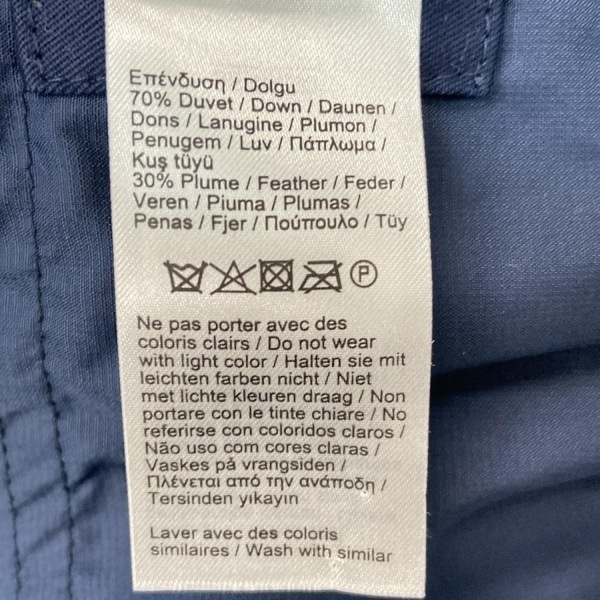 Επένδυση / Dolgu
70% Duvet / Down / Daunen /
Dons / Lanugine / Plumon /
Penugem / Luv / Πάπλωμα /
Kuş tüyü
30% Plume / Feather / Feder /
Veren / Piuma / Plumas /
Penas / Fjer / Πούπουλο / Tüy
P
Ne pas porter avec des
coloris clairs / Do not wear
with light color / Halten sie mit
leichten farben nicht / Niet
met lichte kleuren draag / Non
portare con le tinte chiare / No
referirse con coloridos claros /
Não uso com cores claras /
Vaskes på vrangsiden /
Πλένεται από την ανάποδη /
Tersinden yıkayın
Laver avec des coloris
similaires / Wash with similar